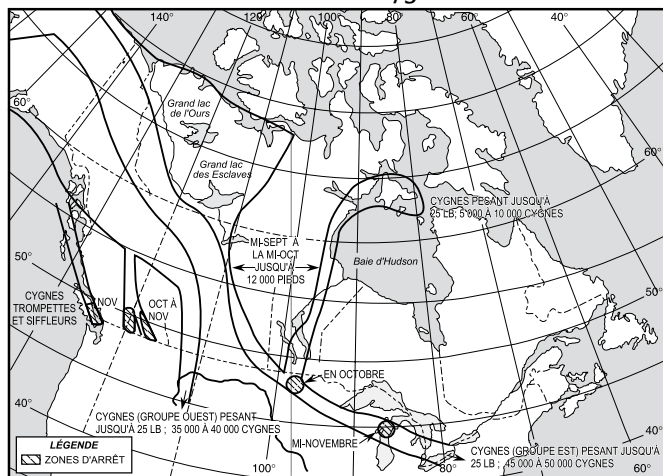 140°
120°
100°
80°
60°
60°
60°
50°
50°
40°
40°
100°
80°
60°
Grand lac
de l'Ours
Grand lac
des Esclaves
CYGNES PESANT JUSQU'À
25 LB; 5 000 À 10 000 CYGNES
MI-SEPT À
LA MI-OCT
JUSQU'À
12 000 PIEDS
Baie d'Hudson
CYGNES
TROMPETTES
ET SIFFLEURS
NOV
OCT À
NOV
EN OCTOBRE
CYGNES (GROUPE OUEST) PESANT
JUSQU'À 25 LB ; 35 000 À 40 000 CYGNES
MI-NOVEMBRE
CYGNES (GROUPE EST) PESANT JUSQU'À
25 LB ; 45 000 À 50 000 CYGNES
LÉGENDE
ZONES D'ARRÊT